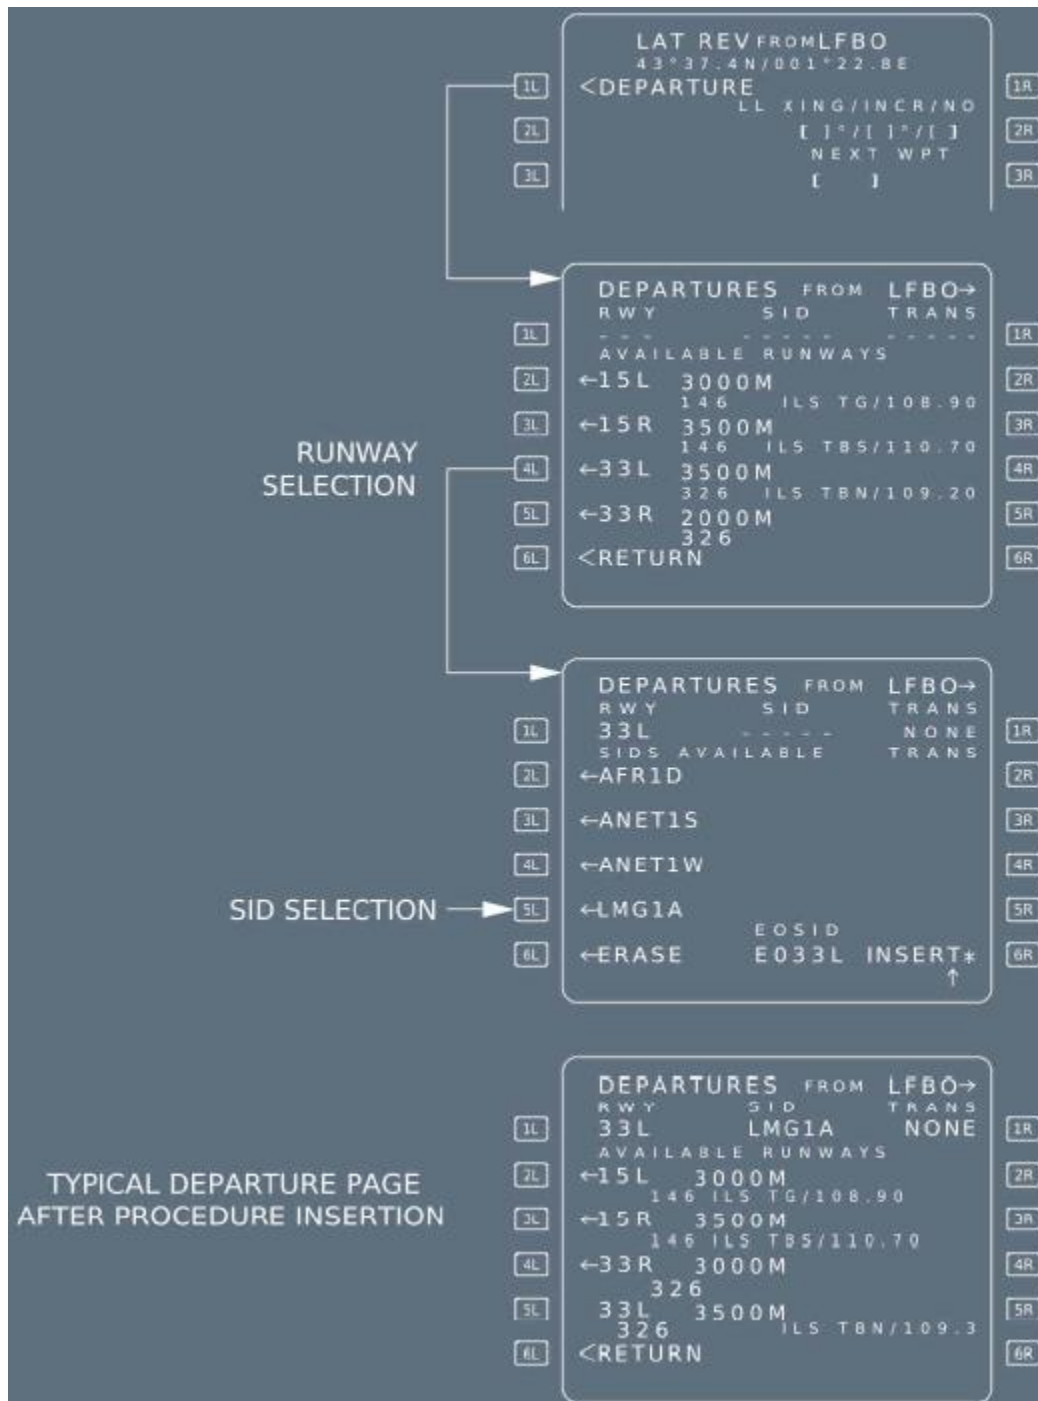 LAT REV FROM LFBO
43°37.4N/001°22.8E
1L <DEPARTURE 1R
LL XING/INCR/NO
2L [ ]°/[ ]°/[ ] 2R
NEXT WPT
3L [ ] 3R
DEPARTURES FROM LFBO→
RWY SID TRANS
1L - - - - - - - - - - - - - 1R
AVAILABLE RUNWAYS
2L ←15L 3000M 2R
146 ILS TG/108.90
3L ←15R 3500M 3R
146 ILS TBS/110.70
RUNWAY
SELECTION
4L ←33L 3500M 4R
326 ILS TBN/109.20
5L ←33R 2000M 5R
326
6L <RETURN 6R
DEPARTURES FROM LFBO→
RWY SID TRANS
1L 33L - - - - - NONE 1R
SIDS AVAILABLE TRANS
2L ←AFR1D 2R
3L ←ANET1S 3R
4L ←ANET1W 4R
SID SELECTION 5L ←LMG1A 5R
EOSID
6L ←ERASE E033L INSERT* 6R
↑
DEPARTURES FROM LFBO→
RWY SID TRANS
1L 33L LMG1A NONE 1R
AVAILABLE RUNWAYS
TYPICAL DEPARTURE PAGE
AFTER PROCEDURE INSERTION
2L ←15L 3000M 2R
146 ILS TG/108.90
3L ←15R 3500M 3R
146 ILS TBS/110.70
4L ←33R 3000M 4R
326
5L 33L 3500M 5R
326 ILS TBN/109.3
6L <RETURN 6R